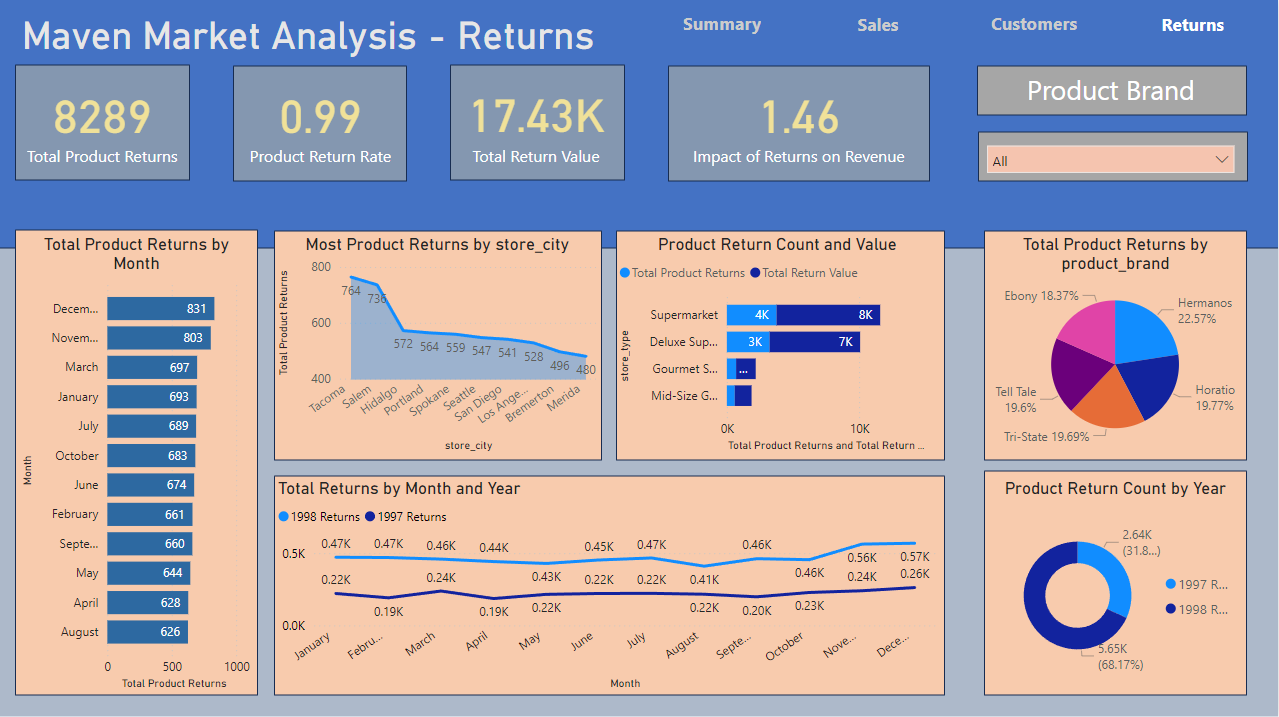 Maven Market Analysis - Returns
Summary
Sales
Customers
Returns
8289
Total Product Returns
0.99
Product Return Rate
17.43K
Total Return Value
1.46
Impact of Returns on Revenue
Product Brand
All
Total Product Returns by
Month
Month
Decem... 831
Novem... 803
March 697
January 693
July 689
October 683
June 674
February 661
Septe... 660
May 644
April 628
August 626
0 500 1000
Total Product Returns
Most Product Returns by store_city
Total Product Returns
800
600
400
764 736 572 564 559 547 541 528 496 480
Tacoma Salem Hidalgo Portland Spokane Seattle San Diego Los Ange... Bremerton Merida
store_city
Product Return Count and Value
Total Product Returns Total Return Value
store_type
Supermarket 4K 8K
Deluxe Sup... 3K 7K
Gourmet S... ...
Mid-Size G...
0K 10K
Total Product Returns and Total Return ...
Total Product Returns by
product_brand
Ebony 18.37%
Hermanos
22.57%
Tell Tale
19.6%
Horatio
19.77%
Tri-State 19.69%
Total Returns by Month and Year
1998 Returns 1997 Returns
0.5K
0.0K
0.47K 0.47K 0.46K 0.44K 0.43K 0.45K 0.47K 0.41K 0.46K 0.46K 0.56K 0.57K
0.22K 0.19K 0.24K 0.19K 0.22K 0.22K 0.22K 0.22K 0.20K 0.23K 0.24K 0.26K
January Febru... March April May June July August Septe... October Nove... Dece...
Month
Product Return Count by Year
2.64K
(31.8...)
1997 R...
1998 R...
5.65K
(68.17%)